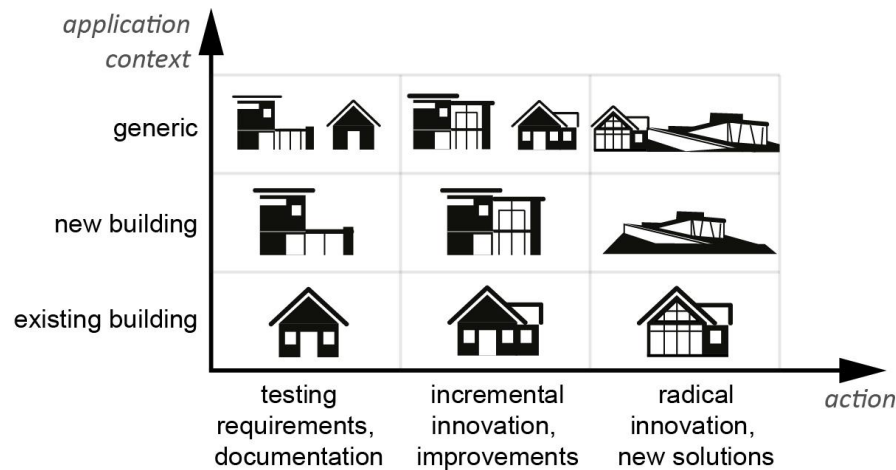 application
context
generic
new building
existing building
testing
requirements,
documentation
incremental
innovation,
improvements
radical
innovation,
new solutions
action